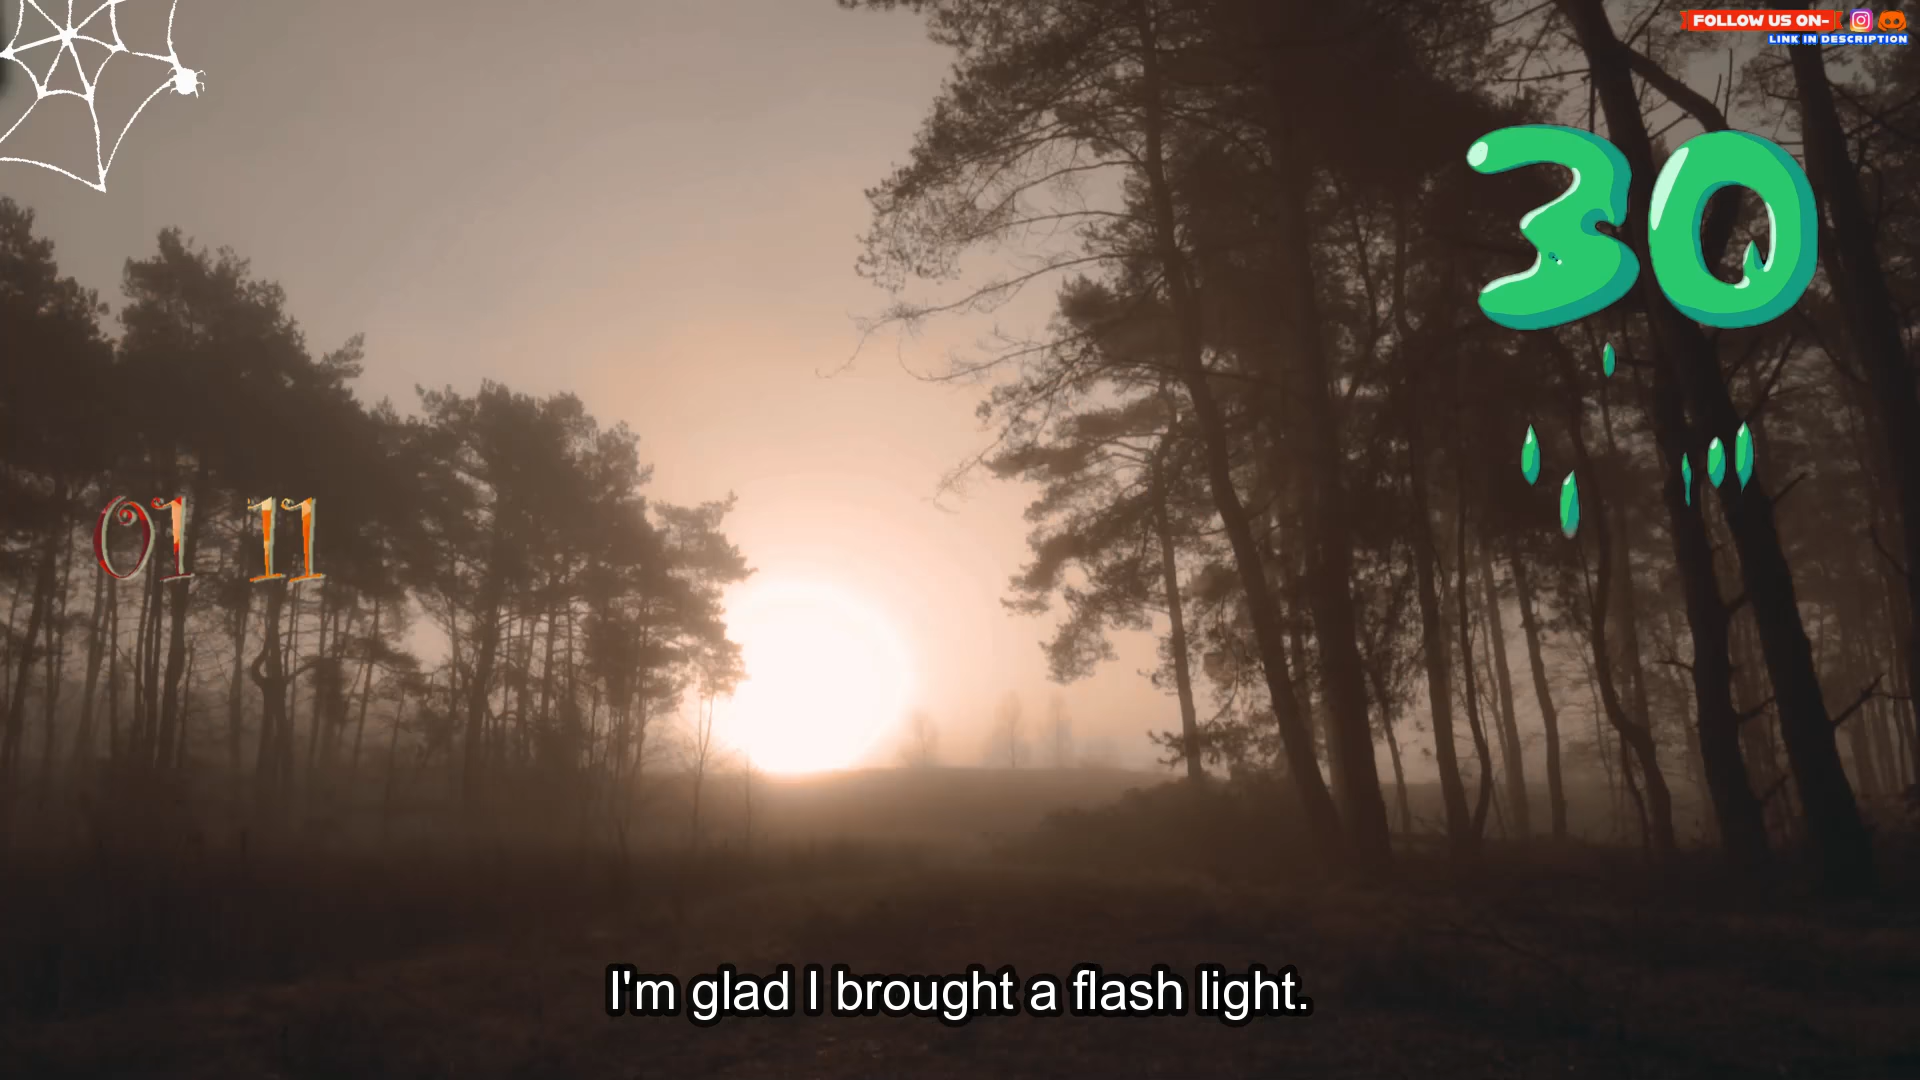 FOLLOW US ON-
LINK IN DESCRIPTION
30
01 11
I'm glad I brought a flash light.